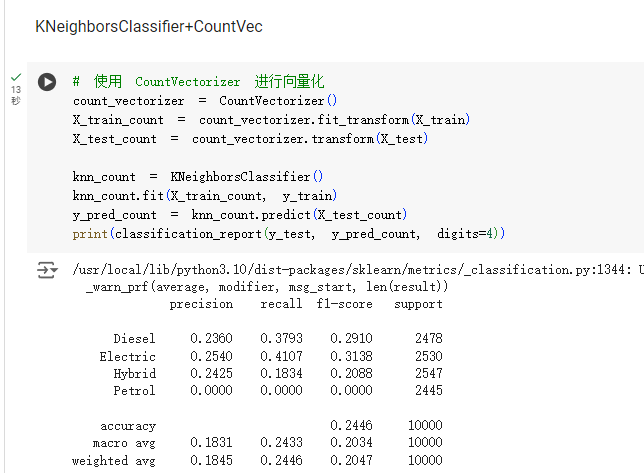 KNeighborsClassifier+CountVec
# 使用 CountVectorizer 进行向量化
count_vectorizer = CountVectorizer()
X_train_count = count_vectorizer.fit_transform(X_train)
X_test_count = count_vectorizer.transform(X_test)
13
秒
knn_count = KNeighborsClassifier()
knn_count.fit(X_train_count, y_train)
y_pred_count = knn_count.predict(X_test_count)
print(classification_report(y_test, y_pred_count, digits=4))
/usr/local/lib/python3.10/dist-packages/sklearn/metrics/_classification.py:1344: U
_warn_prf(average, modifier, msg_start, len(result))
precision recall f1-score support
Diesel 0.2360 0.3793 0.2910 2478
Electric 0.2540 0.4107 0.3138 2530
Hybrid 0.2425 0.1834 0.2088 2547
Petrol 0.0000 0.0000 0.0000 2445
accuracy 0.2446 10000
macro avg 0.1831 0.2433 0.2034 10000
weighted avg 0.1845 0.2446 0.2047 10000